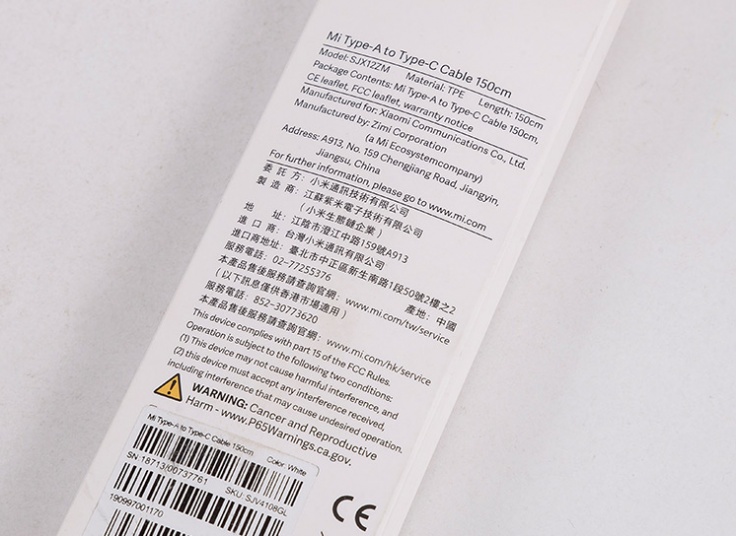 Mi Type-A to Type-C Cable 150cm
Model: SJX12ZM Material: TPE Length: 150cm
Package Contents: Mi Type-A to Type-C Cable 150cm,
CE leaflet, FCC leaflet, warranty notice
Manufactured for: Xiaomi Communications Co., Ltd.
Manufactured by: Zimi Corporation
(a Mi Ecosystemcompany)
Address: A913, No. 159 Chengjiang Road, Jiangyin,
Jiangsu, China
For further information, please go to www.mi.com
委託方：小米通訊技術有限公司
製造商：江蘇紫米電子技術有限公司
（小米生態鏈企業）
地址：江陰市澄江中路159號A913
進口商：台灣小米通訊有限公司
進口商地址：臺北市中正區新生南路1段50號2樓之2
服務電話：02-77255376 產地：中國
本產品售後服務請查詢官網：www.mi.com/tw/service
（以下訊息僅供香港市場適用）
服務電話：852-30773620
本產品售後服務請查詢官網：www.mi.com/hk/service
This device complies with part 15 of the FCC Rules.
Operation is subject to the following two conditions:
(1) This device may not cause harmful interference, and
(2) this device must accept any interference received,
including interference that may cause undesired operation.
WARNING: Cancer and Reproductive
Harm - www.P65Warnings.ca.gov.
Mi Type-A to Type-C Cable 150cm Color: White
SN:18713/00737761
SKU: SJV4108GL
190997001170
CE